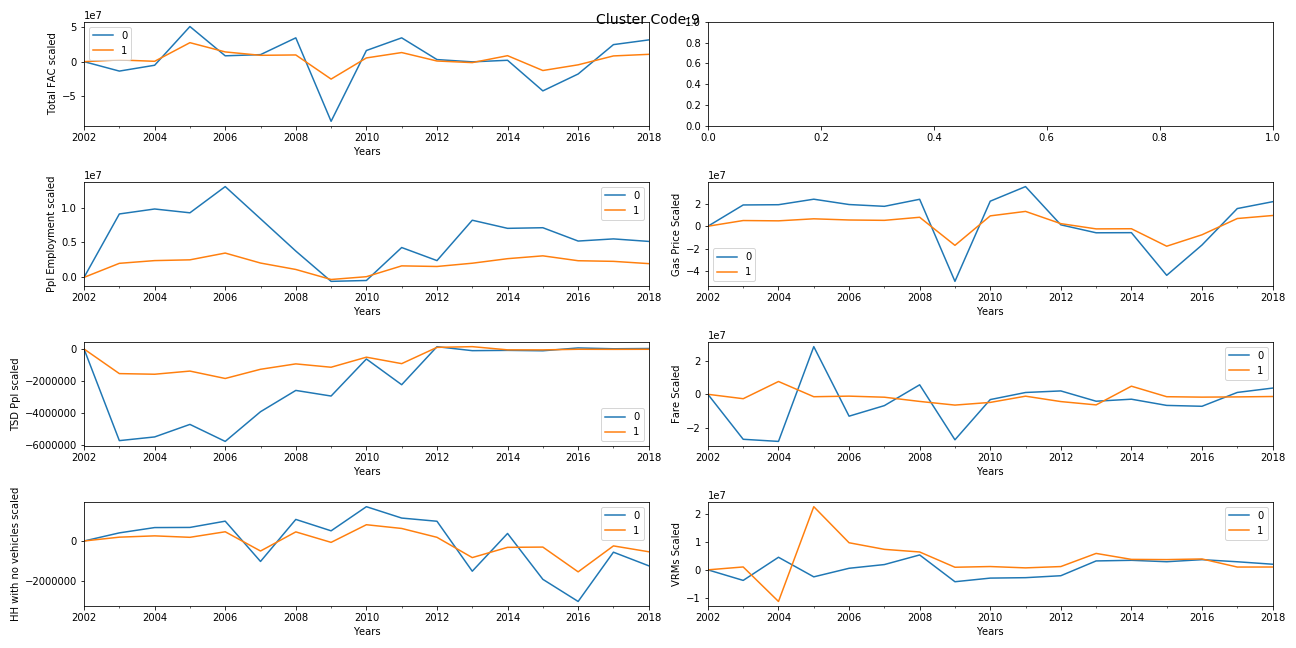 Cluster Code 9
1e7
Total FAC scaled
5
0
−5
0
1
2002 2004 2006 2008 2010 2012 2014 2016 2018
Years
1.0
0.8
0.6
0.4
0.2
0.0
0.0 0.2 0.4 0.6 0.8 1.0
1e7
Ppl Employment scaled
1.0
0.5
0.0
0
1
2002 2004 2006 2008 2010 2012 2014 2016 2018
Years
1e7
Gas Price Scaled
2
0
−2
−4
0
1
2002 2004 2006 2008 2010 2012 2014 2016 2018
Years
TSD Ppl scaled
0
−2000000
−4000000
−6000000
0
1
2002 2004 2006 2008 2010 2012 2014 2016 2018
Years
1e7
Fare Scaled
2
0
−2
0
1
2002 2004 2006 2008 2010 2012 2014 2016 2018
Years
HH with no vehicles scaled
0
−2000000
0
1
2002 2004 2006 2008 2010 2012 2014 2016 2018
Years
1e7
VRMs Scaled
2
1
0
−1
0
1
2002 2004 2006 2008 2010 2012 2014 2016 2018
Years